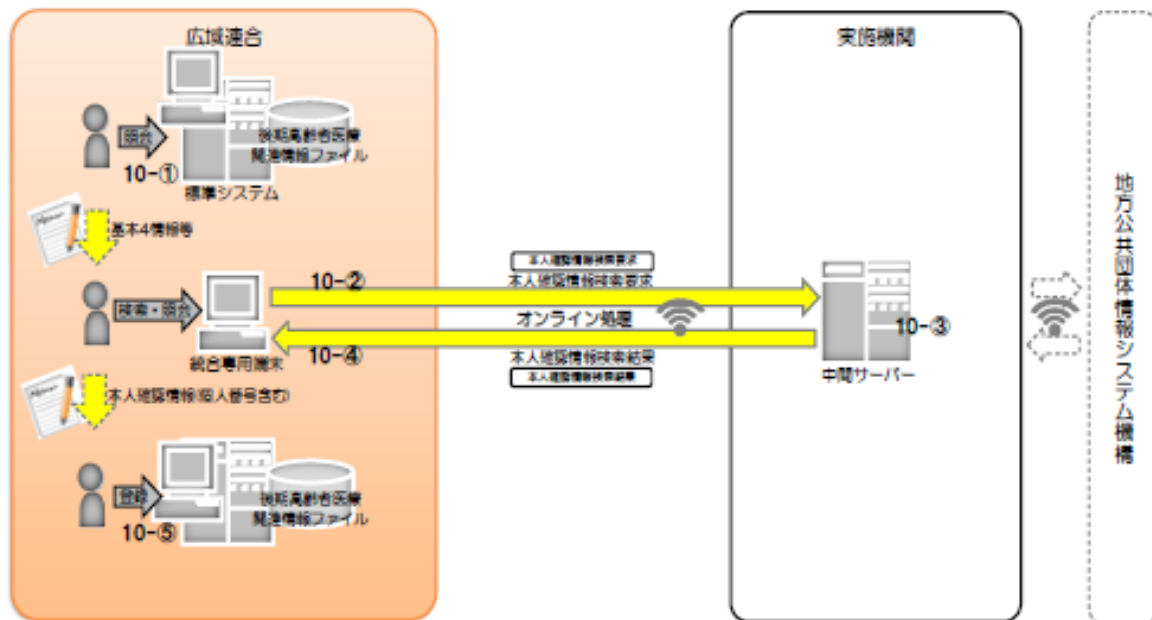 広域連合
照会
10-①
後期高齢者医療
関連情報ファイル
標準システム
基本4情報等
検索・照会
統合専用端末
10-②
本人確認情報検索要求
本人確認情報検索要求
オンライン処理
10-④
本人確認情報検索結果
本人確認情報検索結果
本人確認情報(個人番号含む)
登録
10-⑤
後期高齢者医療
関連情報ファイル
実施機関
10-③
中間サーバー
地方公共団体情報システム機構